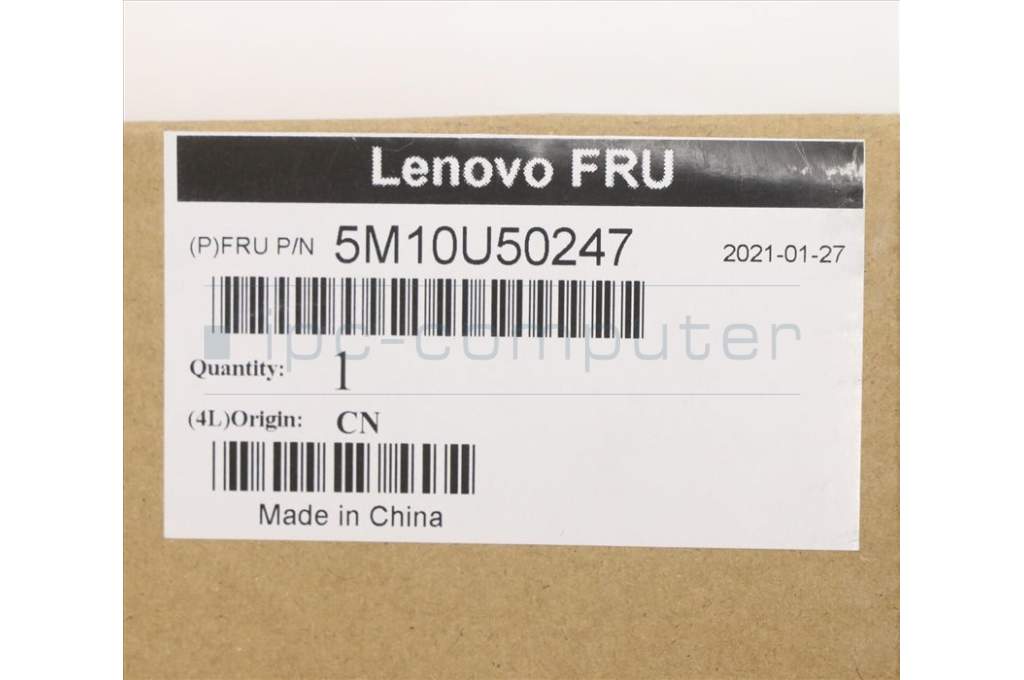 Lenovo FRU
(P)FRU P/N 5M10U50247 2021-01-27
ipc-computer
Quantity: 1
(4L)Origin: CN
Made in China